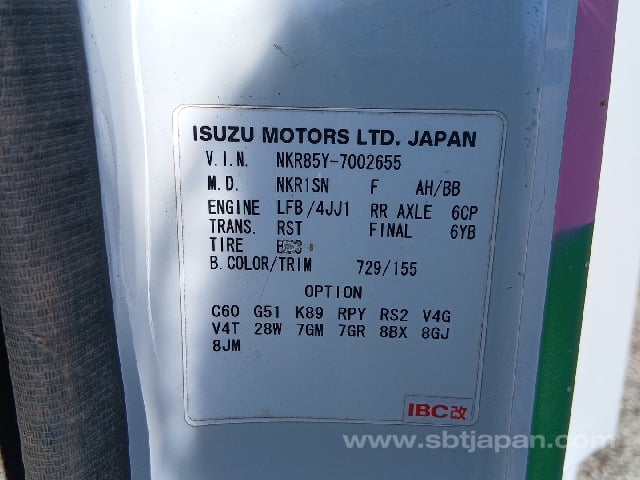 ISUZU MOTORS LTD. JAPAN
V.I.N. NKR85Y-7002655
M.D. NKR1SN F AH/BB
ENGINE LFB/4JJ1 RR AXLE 6CP
TRANS. RST FINAL 6YB
TIRE
B.COLOR/TRIM 729/155
OPTION
C60 G51 K89 RPY RS2 V4G
V4T 28W 7GM 7GR 8BX 8GJ
8JM
IBC改
www.sbtjapan.com